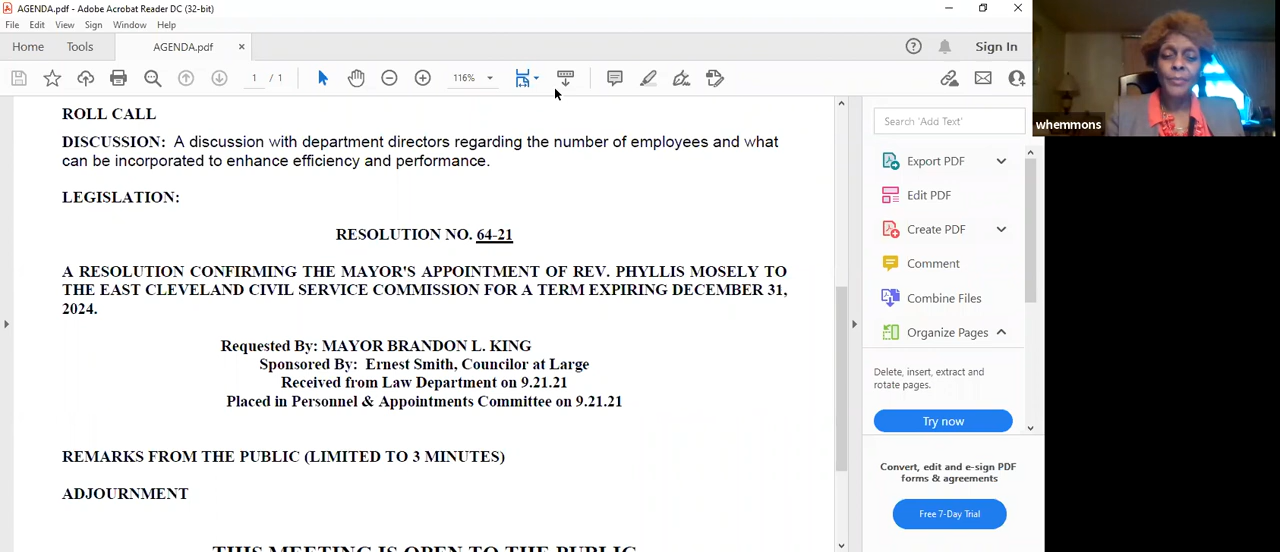 AGENDA.pdf - Adobe Acrobat Reader DC (32-bit)
File Edit View Sign Window Help
Home Tools AGENDA.pdf × Sign In
1 / 1 116%
ROLL CALL
DISCUSSION: A discussion with department directors regarding the number of employees and what
can be incorporated to enhance efficiency and performance.
LEGISLATION:
RESOLUTION NO. 64-21
A RESOLUTION CONFIRMING THE MAYOR'S APPOINTMENT OF REV. PHYLLIS MOSELY TO
THE EAST CLEVELAND CIVIL SERVICE COMMISSION FOR A TERM EXPIRING DECEMBER 31,
2024.
Requested By: MAYOR BRANDON L. KING
Sponsored By: Ernest Smith, Councilor at Large
Received from Law Department on 9.21.21
Placed in Personnel & Appointments Committee on 9.21.21
REMARKS FROM THE PUBLIC (LIMITED TO 3 MINUTES)
ADJOURNMENT
THIS MEETING IS OPEN TO THE PUBLIC
Search 'Add Text'
Export PDF
Edit PDF
Create PDF
Comment
Combine Files
Organize Pages
Delete, insert, extract and
rotate pages.
Try now
Convert, edit and e-sign PDF
forms & agreements
Free 7-Day Trial
whemmons